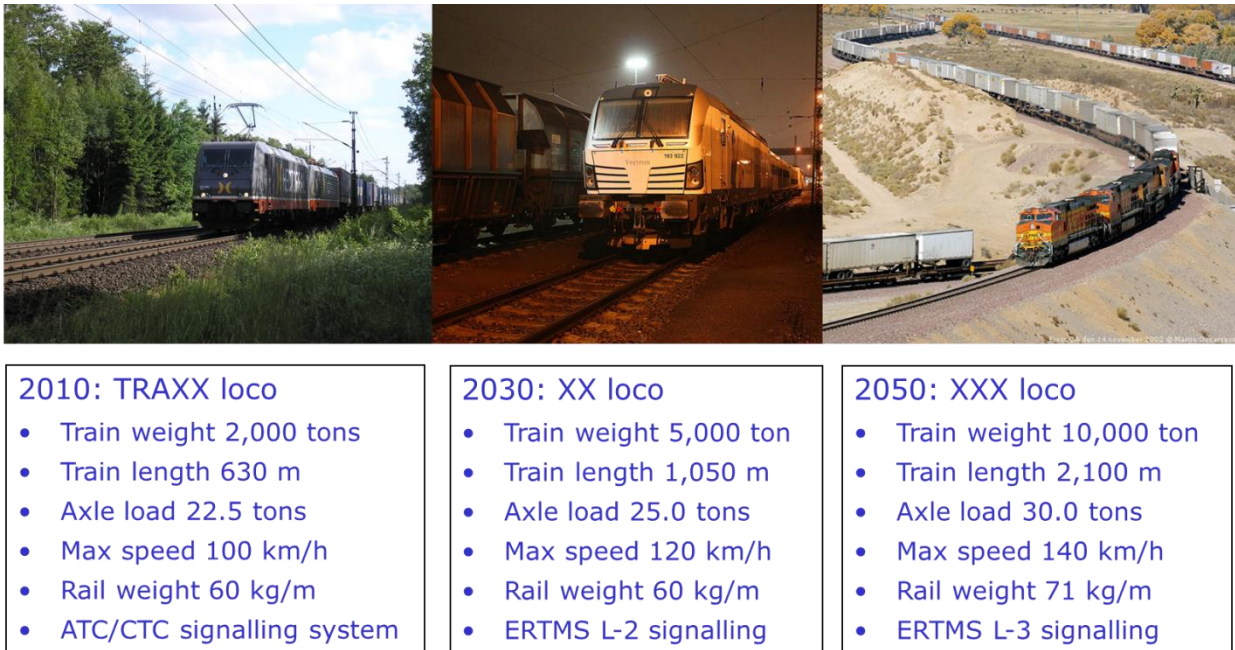 Vectron
193 922
2010: TRAXX loco
• Train weight 2,000 tons
• Train length 630 m
• Axle load 22.5 tons
• Max speed 100 km/h
• Rail weight 60 kg/m
• ATC/CTC signalling system
2030: XX loco
• Train weight 5,000 ton
• Train length 1,050 m
• Axle load 25.0 tons
• Max speed 120 km/h
• Rail weight 60 kg/m
• ERTMS L-2 signalling
2050: XXX loco
• Train weight 10,000 ton
• Train length 2,100 m
• Axle load 30.0 tons
• Max speed 140 km/h
• Rail weight 71 kg/m
• ERTMS L-3 signalling